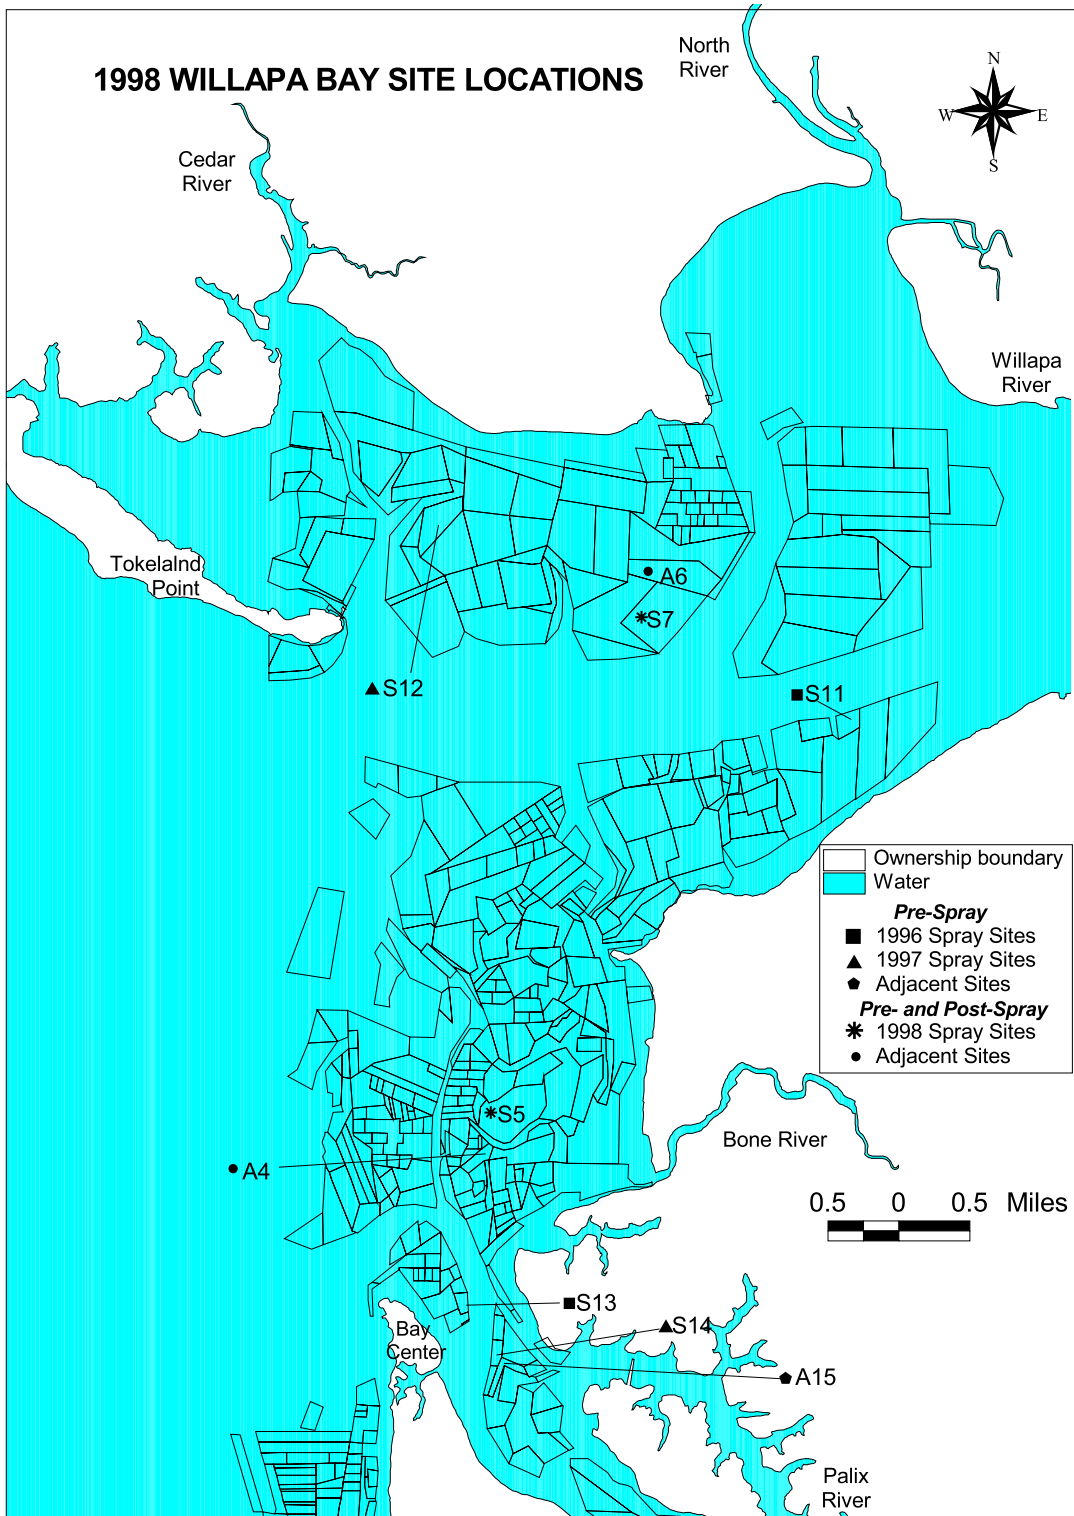 1998 WILLAPA BAY SITE LOCATIONS
North
River
N
W
E
S
Cedar
River
Willapa
River
Tokelalnd
Point
A6
S7
S12
S11
Ownership boundary
Water
Pre-Spray
1996 Spray Sites
1997 Spray Sites
Adjacent Sites
Pre- and Post-Spray
1998 Spray Sites
Adjacent Sites
S5
Bone River
A4
0.5 0 0.5 Miles
S13
S14
Bay
Center
A15
Palix
River